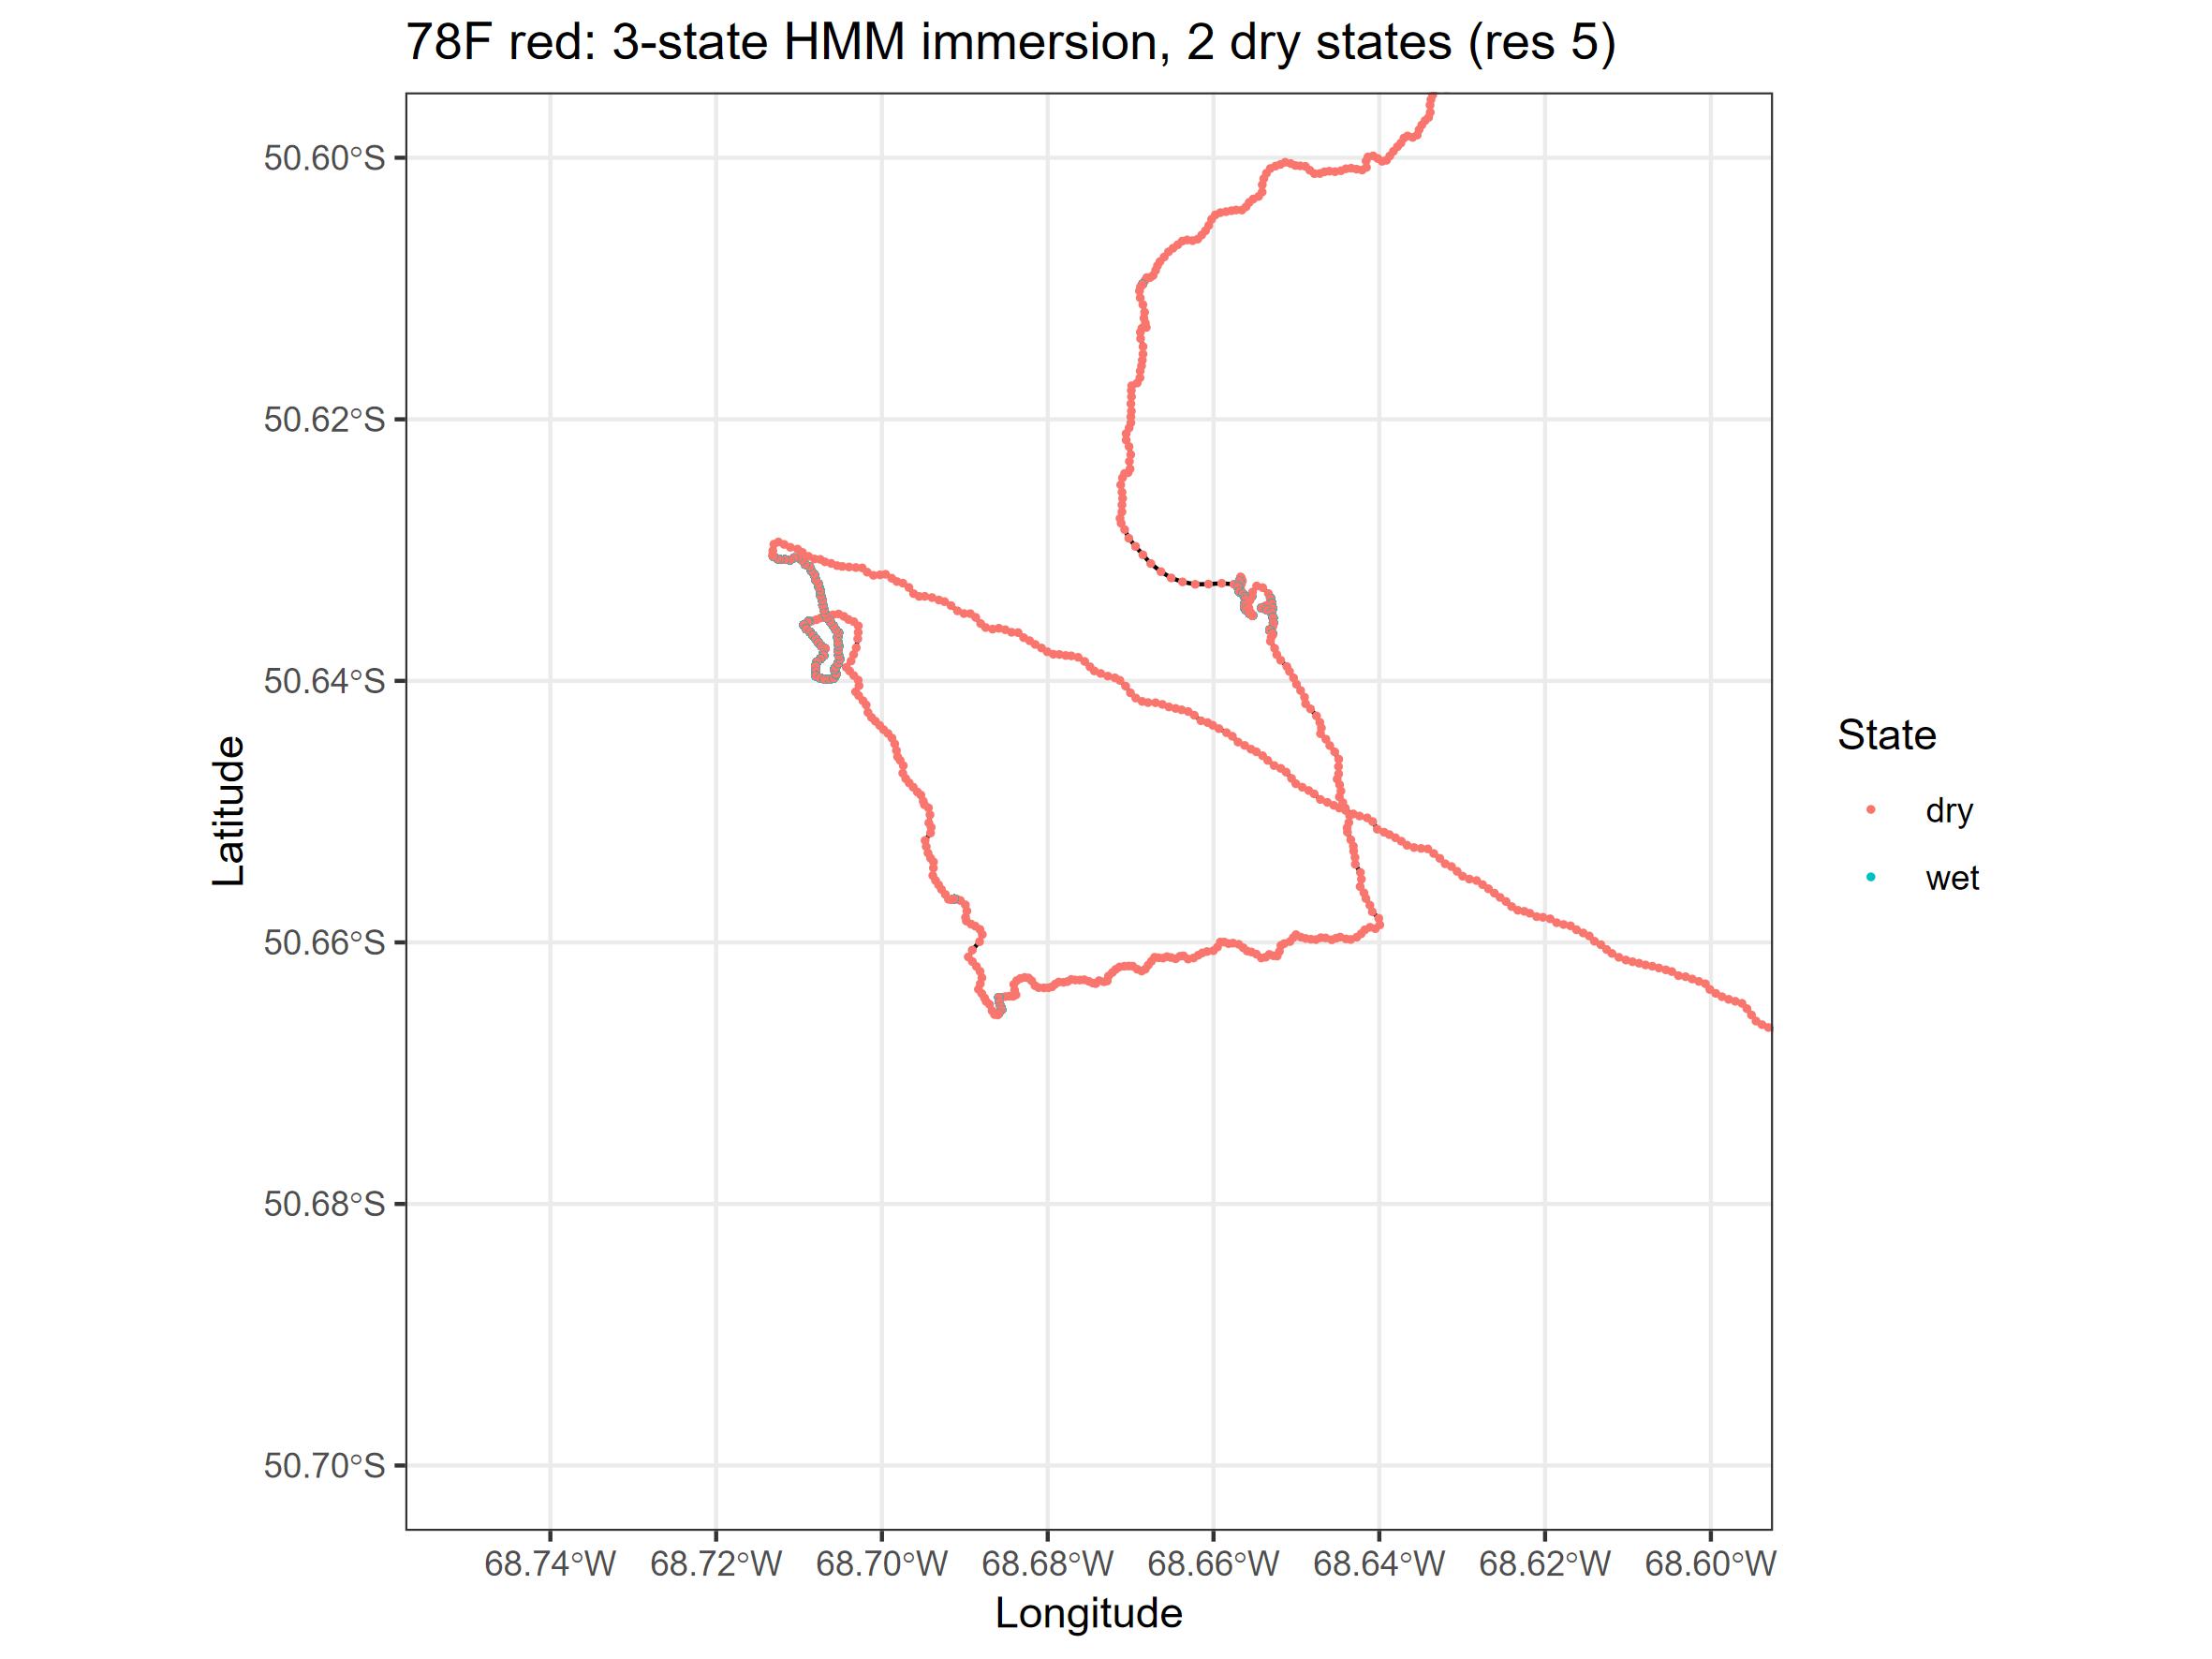 78F red: 3-state HMM immersion, 2 dry states (res 5)
50.60°S
50.62°S
50.64°S
50.66°S
50.68°S
50.70°S
Latitude
68.74°W 68.72°W 68.70°W 68.68°W 68.66°W 68.64°W 68.62°W 68.60°W
Longitude
State
dry
wet